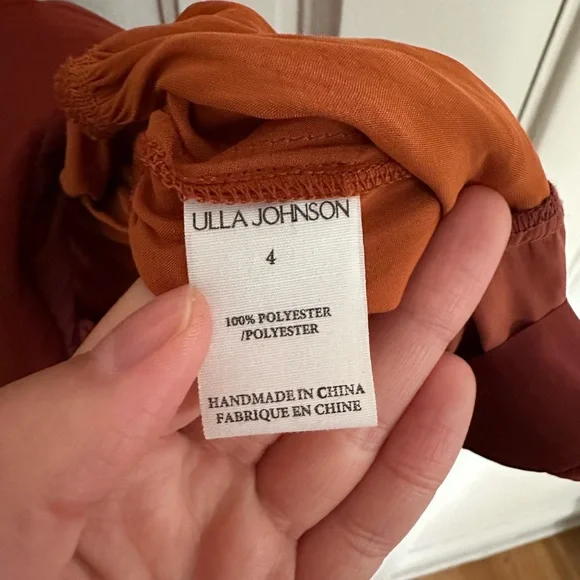 ULLA JOHNSON
4
100% POLYESTER
/POLYESTER
HANDMADE IN CHINA
FABRIQUE EN CHINE